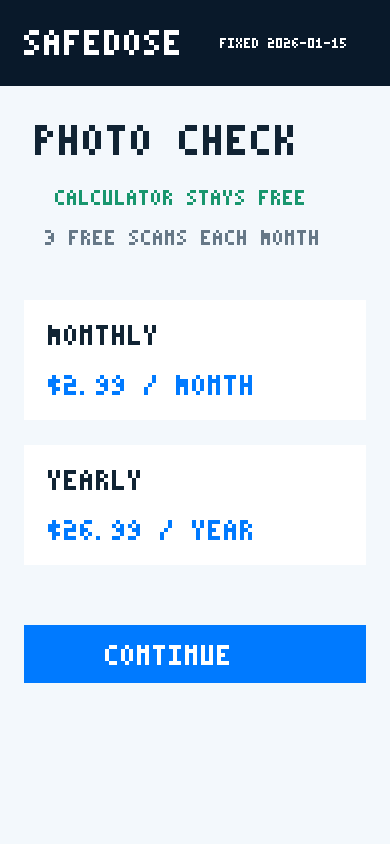 SAFEDOSE
FIXED 2026-01-15
PHOTO CHECK
CALCULATOR STAYS FREE
3 FREE SCANS EACH MONTH
MONTHLY
$2.99 / MONTH
YEARLY
$26.99 / YEAR
CONTINUE